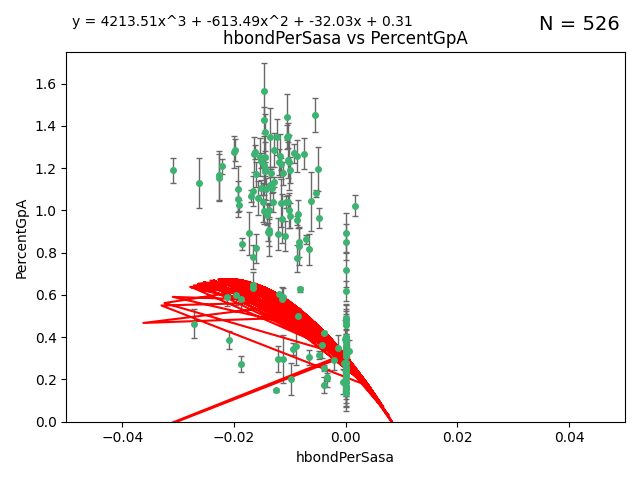 y = 4213.51x^3 + -613.49x^2 + -32.03x + 0.31
N = 526
hbondPerSasa vs PercentGpA
PercentGpA
1.6
1.4
1.2
1.0
0.8
0.6
0.4
0.2
0.0
−0.04 −0.02 0.00 0.02 0.04
hbondPerSasa